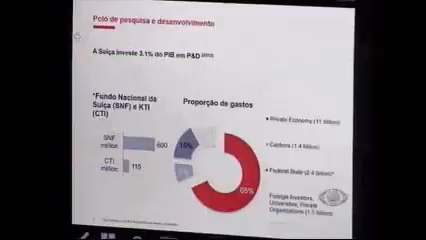 Polo de pesquisa e desenvolvimento
A Suíça investe 3.1% do PIB em P&D
*Fundo Nacional da
Suíça (SNF) e KTI
(CTI)
Proporção de gastos
SNF
million
600
CTI
million
115
15%
68%
Private Economy (11 billion)
Cantons (1.4 billion)
Federal State (2.4 billion)*
Foreign Investors,
Universities, Private
Organisations (1.5 billion)